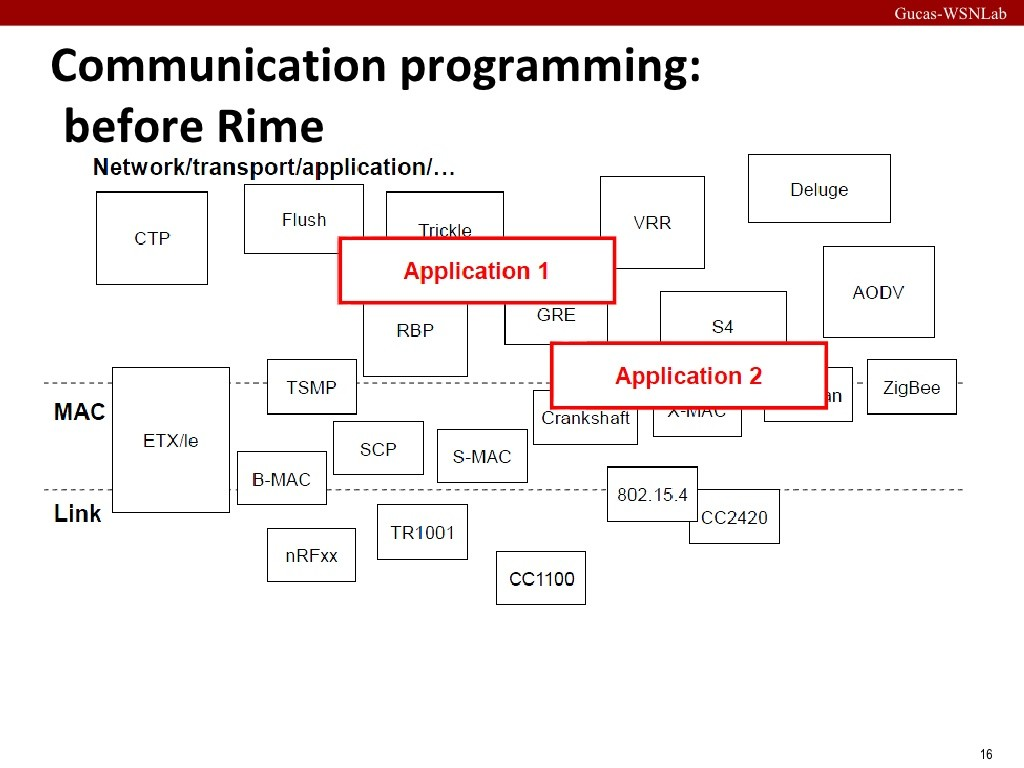 Gucas-WSNLab
Communication programming:
before Rime
Network/transport/application/…
Deluge
Flush
VRR
Trickle
CTP
Application 1
AODV
GRE
S4
RBP
Application 2
TSMP
ZigBee
MAC
Crankshaft
X-MAC
ETX/le
SCP
S-MAC
B-MAC
802.15.4
Link
CC2420
TR1001
nRFxx
CC1100
16